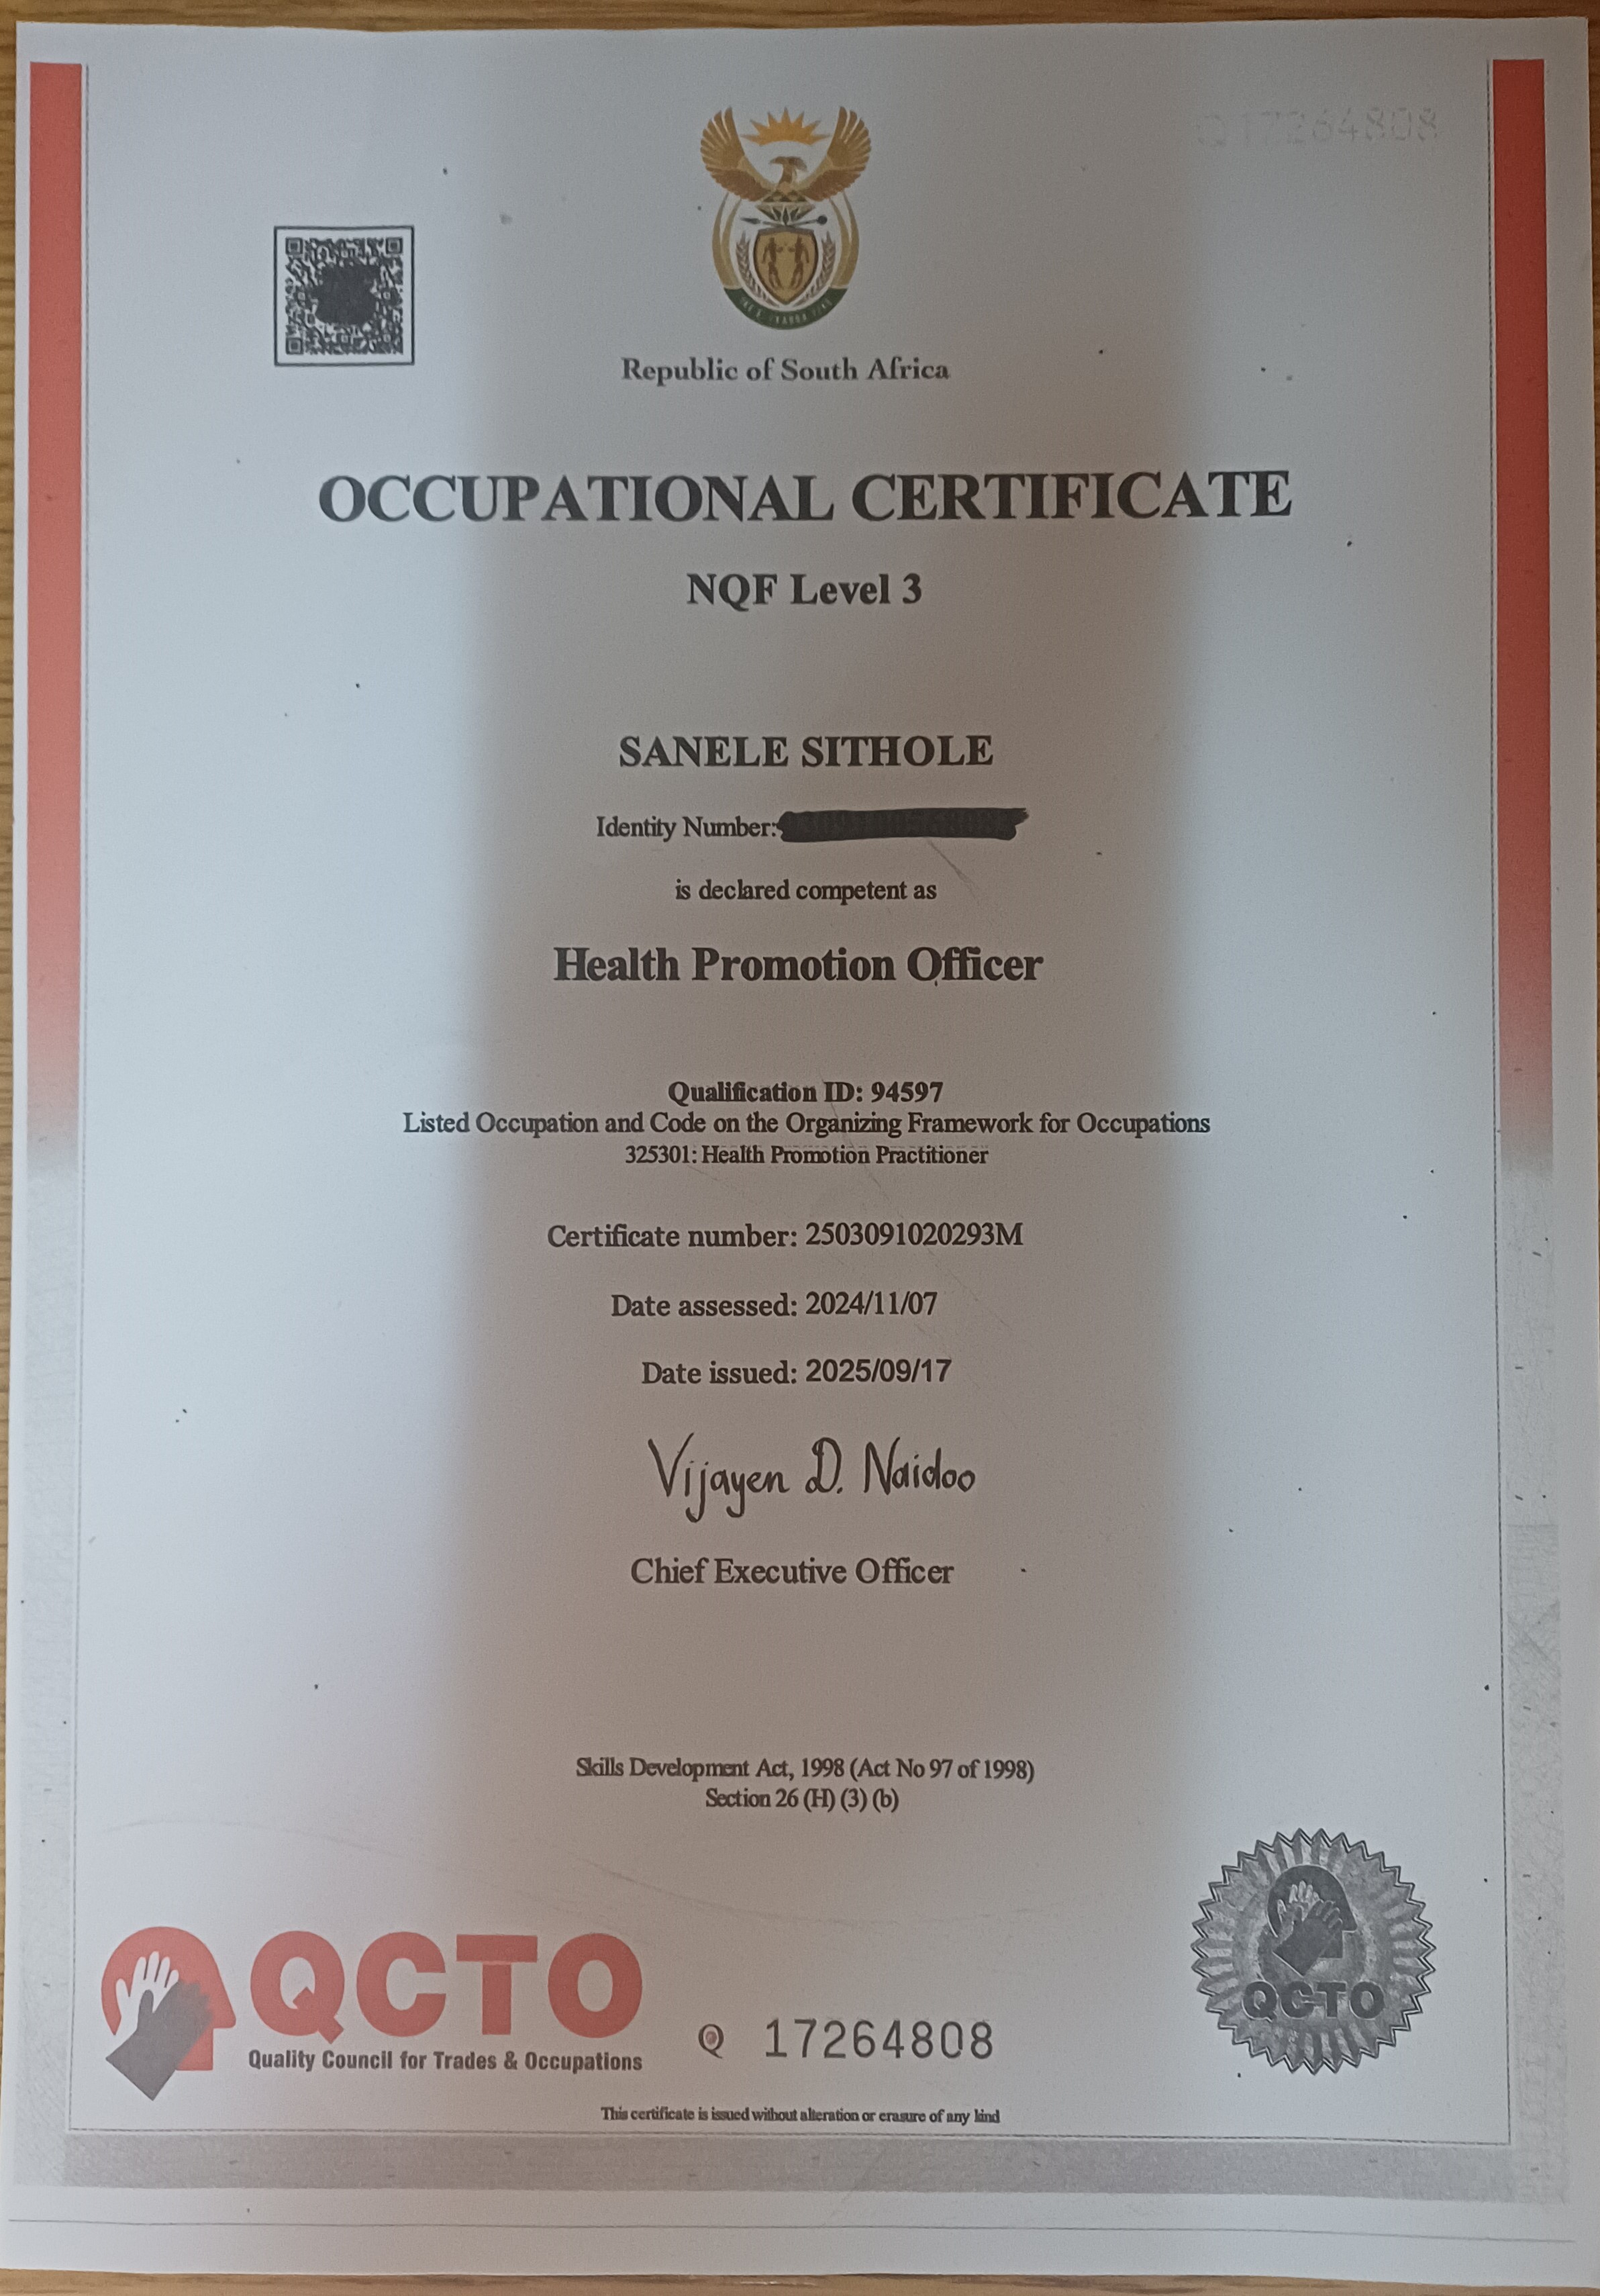 Q 17264808
Republic of South Africa
OCCUPATIONAL CERTIFICATE
NQF Level 3
SANELE SITHOLE
Identity Number:
is declared competent as
Health Promotion Officer
Qualification ID: 94597
Listed Occupation and Code on the Organizing Framework for Occupations
325301: Health Promotion Practitioner
Certificate number: 2503091020293M
Date assessed: 2024/11/07
Date issued: 2025/09/17
Vijayen D. Naidoo
Chief Executive Officer
Skills Development Act, 1998 (Act No 97 of 1998)
Section 26 (H) (3) (b)
QCTO
Quality Council for Trades & Occupations
Q 17264808
QCTO
This certificate is issued without alteration or erasure of any kind